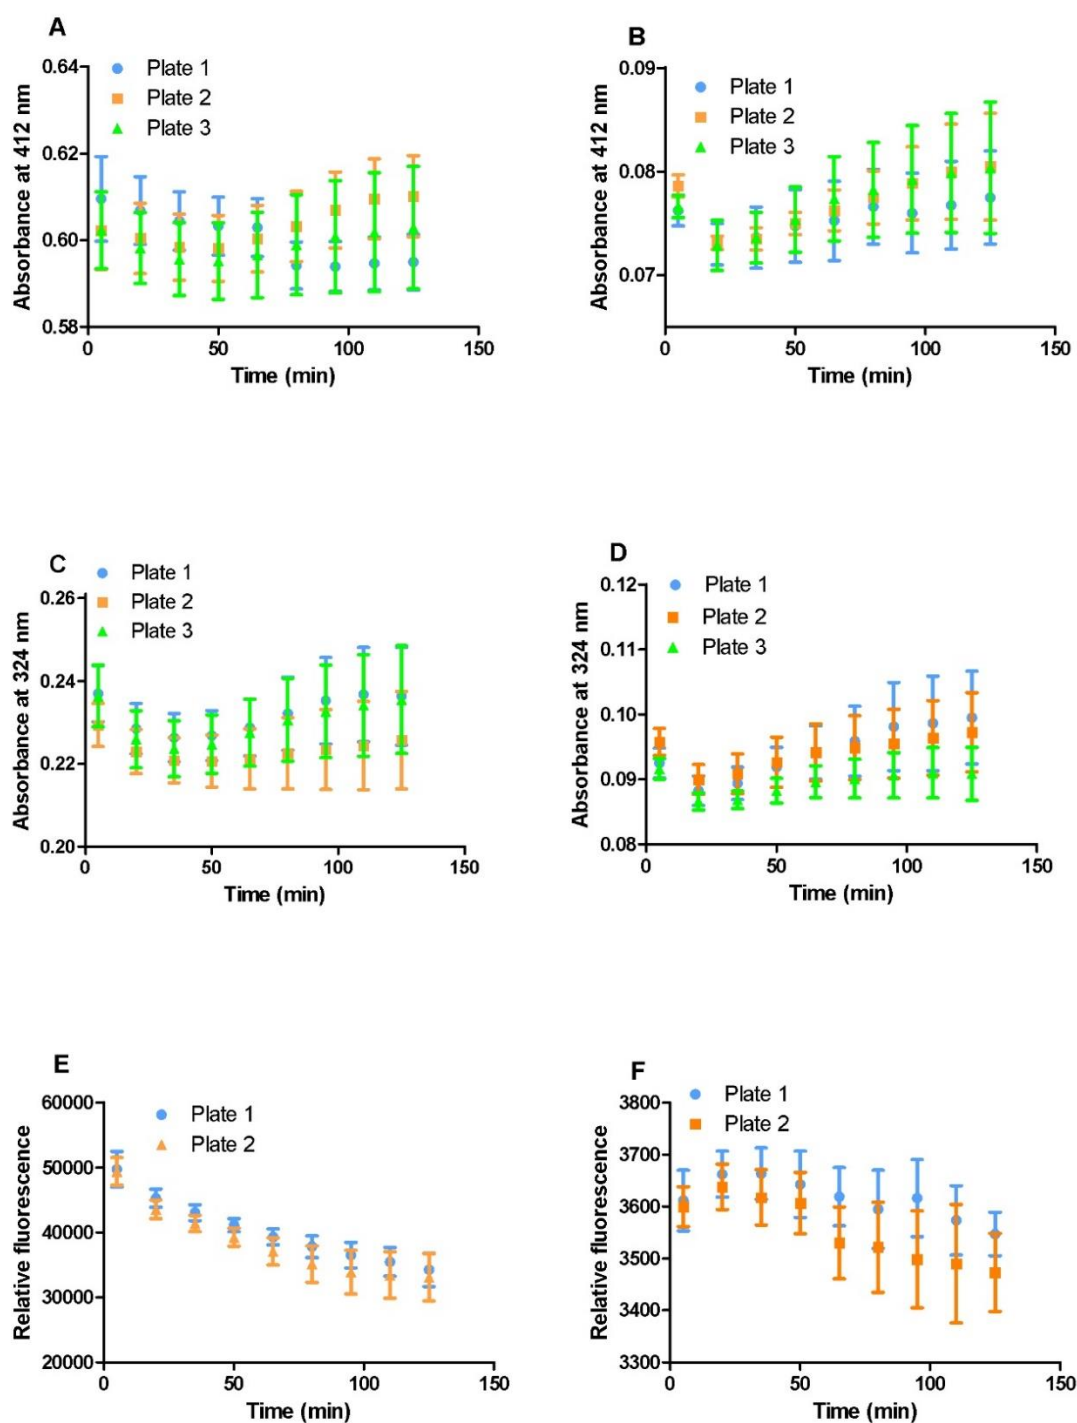 A
Plate 1
Plate 2
Plate 3
Absorbance at 412 nm
0.64
0.62
0.60
0.58
0
50
100
150
Time (min)
B
Plate 1
Plate 2
Plate 3
Absorbance at 412 nm
0.09
0.08
0.07
0
50
100
150
Time (min)
C
Plate 1
Plate 2
Plate 3
Absorbance at 324 nm
0.26
0.24
0.22
0.20
0
50
100
150
Time (min)
D
Plate 1
Plate 2
Plate 3
Absorbance at 324 nm
0.12
0.11
0.10
0.09
0.08
0
50
100
150
Time (min)
E
Plate 1
Plate 2
Relative fluorescence
60000
50000
40000
30000
20000
0
50
100
150
Time (min)
F
Plate 1
Plate 2
Relative fluorescence
3800
3700
3600
3500
3400
3300
0
50
100
150
Time (min)